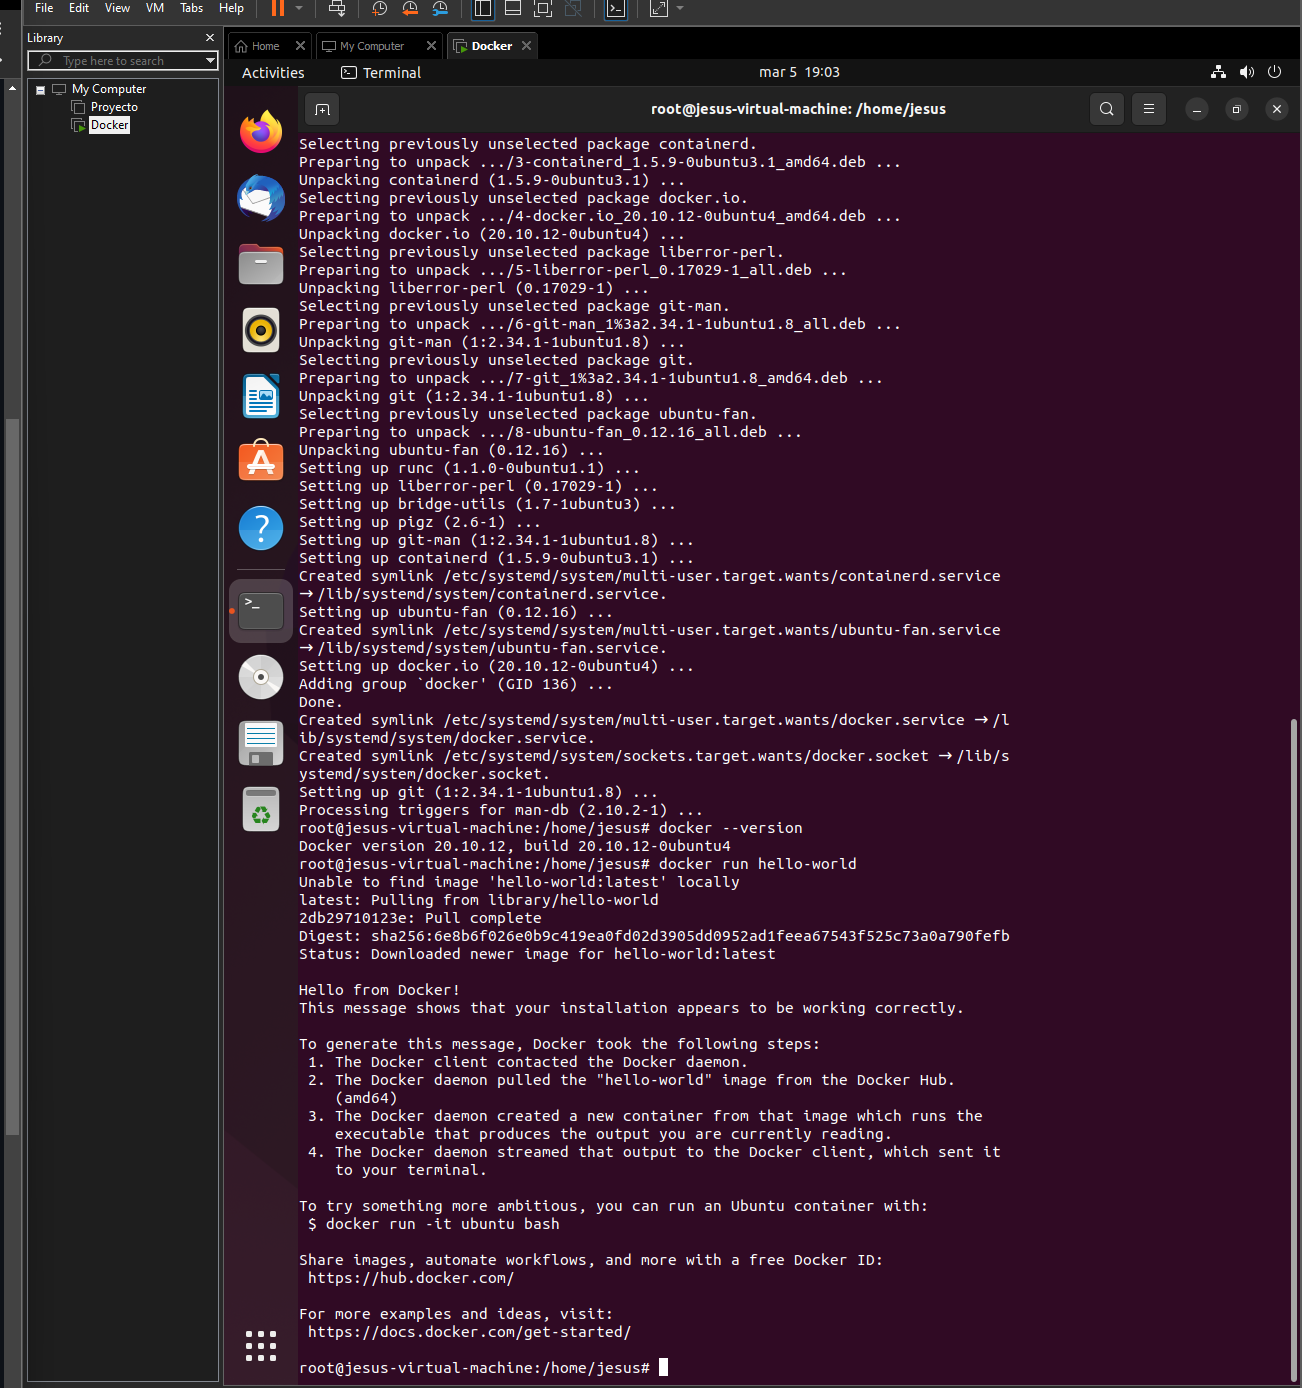 File Edit View VM Tabs Help
Library
Type here to search
My Computer
Proyecto
Docker
Home
My Computer
Docker
Activities
Terminal
mar 5 19:03
root@jesus-virtual-machine: /home/jesus
Selecting previously unselected package containerd.
Preparing to unpack .../3-containerd_1.5.9-0ubuntu3.1_amd64.deb ...
Unpacking containerd (1.5.9-0ubuntu3.1) ...
Selecting previously unselected package docker.io.
Preparing to unpack .../4-docker.io_20.10.12-0ubuntu4_amd64.deb ...
Unpacking docker.io (20.10.12-0ubuntu4) ...
Selecting previously unselected package liberror-perl.
Preparing to unpack .../5-liberror-perl_0.17029-1_all.deb ...
Unpacking liberror-perl (0.17029-1) ...
Selecting previously unselected package git-man.
Preparing to unpack .../6-git-man_1%3a2.34.1-1ubuntu1.8_all.deb ...
Unpacking git-man (1:2.34.1-1ubuntu1.8) ...
Selecting previously unselected package git.
Preparing to unpack .../7-git_1%3a2.34.1-1ubuntu1.8_amd64.deb ...
Unpacking git (1:2.34.1-1ubuntu1.8) ...
Selecting previously unselected package ubuntu-fan.
Preparing to unpack .../8-ubuntu-fan_0.12.16_all.deb ...
Unpacking ubuntu-fan (0.12.16) ...
Setting up runc (1.1.0-0ubuntu1.1) ...
Setting up liberror-perl (0.17029-1) ...
Setting up bridge-utils (1.7-1ubuntu3) ...
Setting up pigz (2.6-1) ...
Setting up git-man (1:2.34.1-1ubuntu1.8) ...
Setting up containerd (1.5.9-0ubuntu3.1) ...
Created symlink /etc/systemd/system/multi-user.target.wants/containerd.service
→ /lib/systemd/system/containerd.service.
Setting up ubuntu-fan (0.12.16) ...
Created symlink /etc/systemd/system/multi-user.target.wants/ubuntu-fan.service
→ /lib/systemd/system/ubuntu-fan.service.
Setting up docker.io (20.10.12-0ubuntu4) ...
Adding group `docker' (GID 136) ...
Done.
Created symlink /etc/systemd/system/multi-user.target.wants/docker.service → /l
ib/systemd/system/docker.service.
Created symlink /etc/systemd/system/sockets.target.wants/docker.socket → /lib/s
ystemd/system/docker.socket.
Setting up git (1:2.34.1-1ubuntu1.8) ...
Processing triggers for man-db (2.10.2-1) ...
root@jesus-virtual-machine:/home/jesus# docker --version
Docker version 20.10.12, build 20.10.12-0ubuntu4
root@jesus-virtual-machine:/home/jesus# docker run hello-world
Unable to find image 'hello-world:latest' locally
latest: Pulling from library/hello-world
2db29710123e: Pull complete
Digest: sha256:6e8b6f026e0b9c419ea0fd02d3905dd0952ad1feea67543f525c73a0a790fefb
Status: Downloaded newer image for hello-world:latest
Hello from Docker!
This message shows that your installation appears to be working correctly.
To generate this message, Docker took the following steps:
1. The Docker client contacted the Docker daemon.
2. The Docker daemon pulled the "hello-world" image from the Docker Hub.
(amd64)
3. The Docker daemon created a new container from that image which runs the
executable that produces the output you are currently reading.
4. The Docker daemon streamed that output to the Docker client, which sent it
to your terminal.
To try something more ambitious, you can run an Ubuntu container with:
$ docker run -it ubuntu bash
Share images, automate workflows, and more with a free Docker ID:
https://hub.docker.com/
For more examples and ideas, visit:
https://docs.docker.com/get-started/
root@jesus-virtual-machine:/home/jesus#